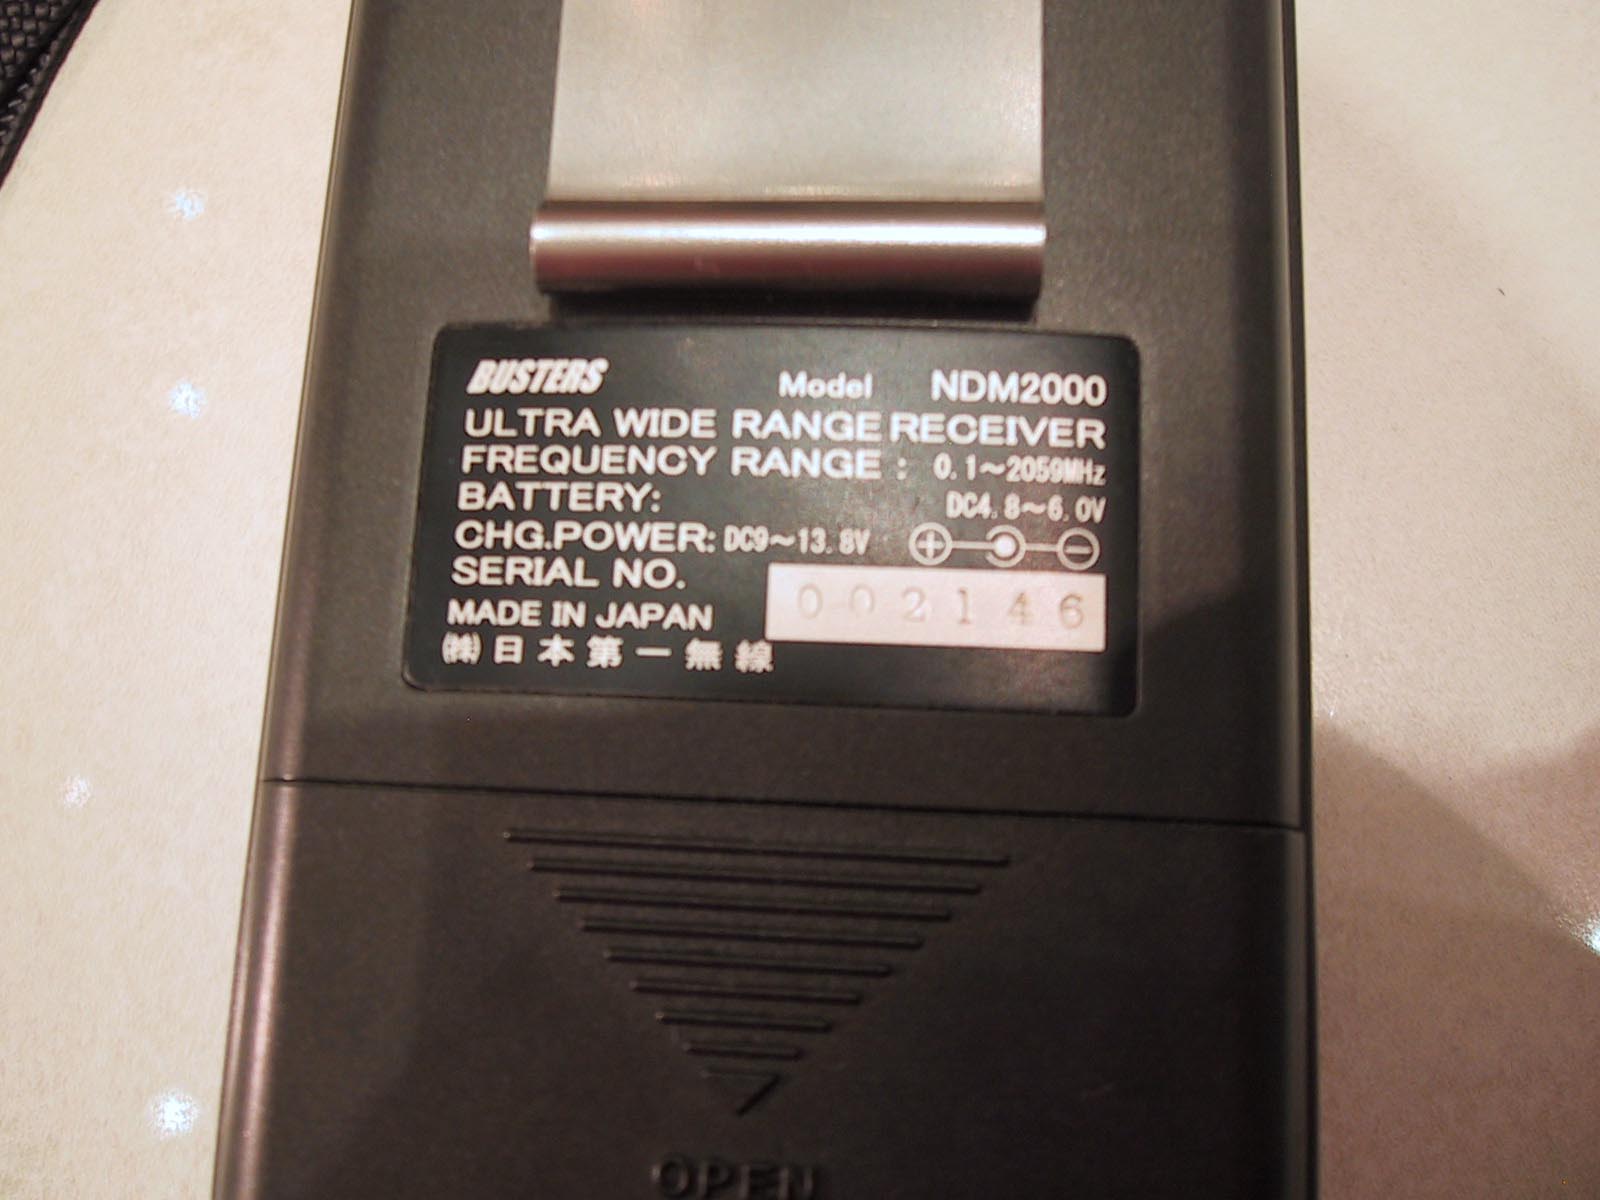 BUSTERS Model NDM2000
ULTRA WIDE RANGE RECEIVER
FREQUENCY RANGE : 0.1～2059MHz
BATTERY: DC4.8～6.0V
CHG.POWER: DC9～13.8V
SERIAL NO. 002146
MADE IN JAPAN
㈱日本第一無線
OPEN